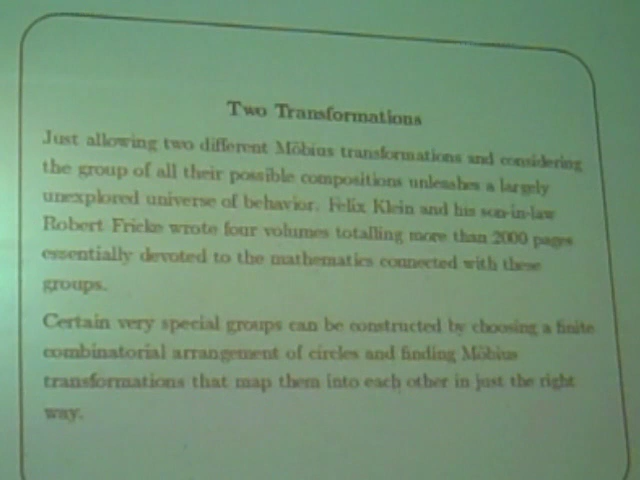 Two Transformations
Just allowing two different Möbius transformations and considering
the group of all their possible compositions unleashes a largely
unexplored universe of behavior. Felix Klein and his son-in-law
Robert Fricke wrote four volumes totalling more than 2000 pages
essentially devoted to the mathematics connected with these
groups.
Certain very special groups can be constructed by choosing a finite
combinatorial arrangement of circles and finding Möbius
transformations that map them into each other in just the right
way.